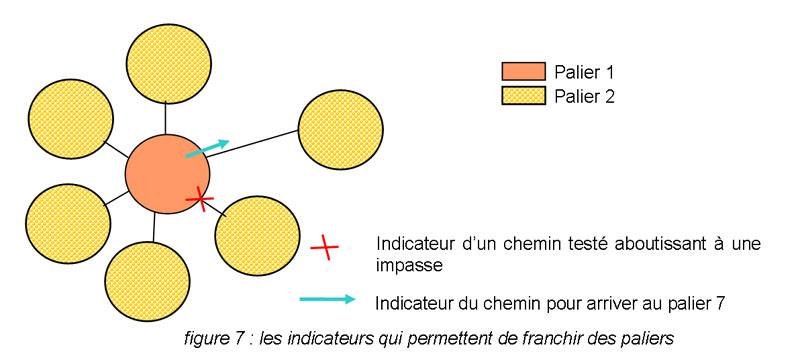 Palier 1
Palier 2
Indicateur d'un chemin testé aboutissant à une
impasse
Indicateur du chemin pour arriver au palier 7
figure 7 : les indicateurs qui permettent de franchir des paliers